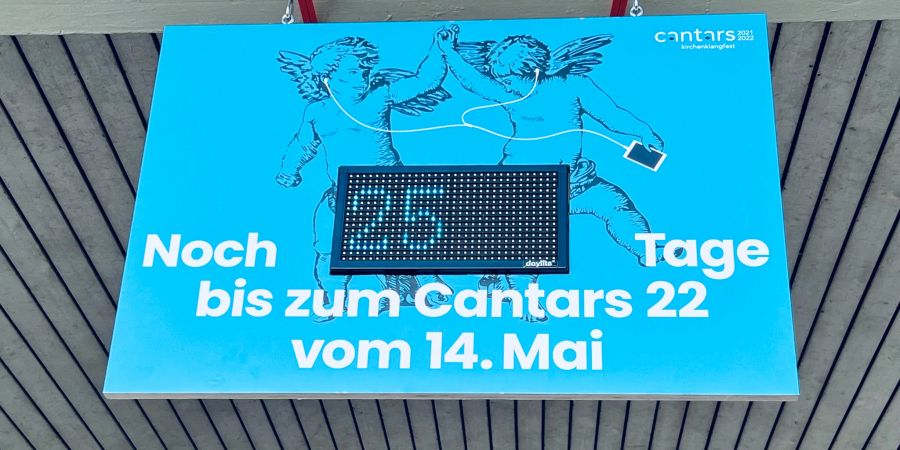 cantars 2021
2022
kirchenklangfest
25
daylite
Noch Tage
bis zum Cantars 22
vom 14. Mai